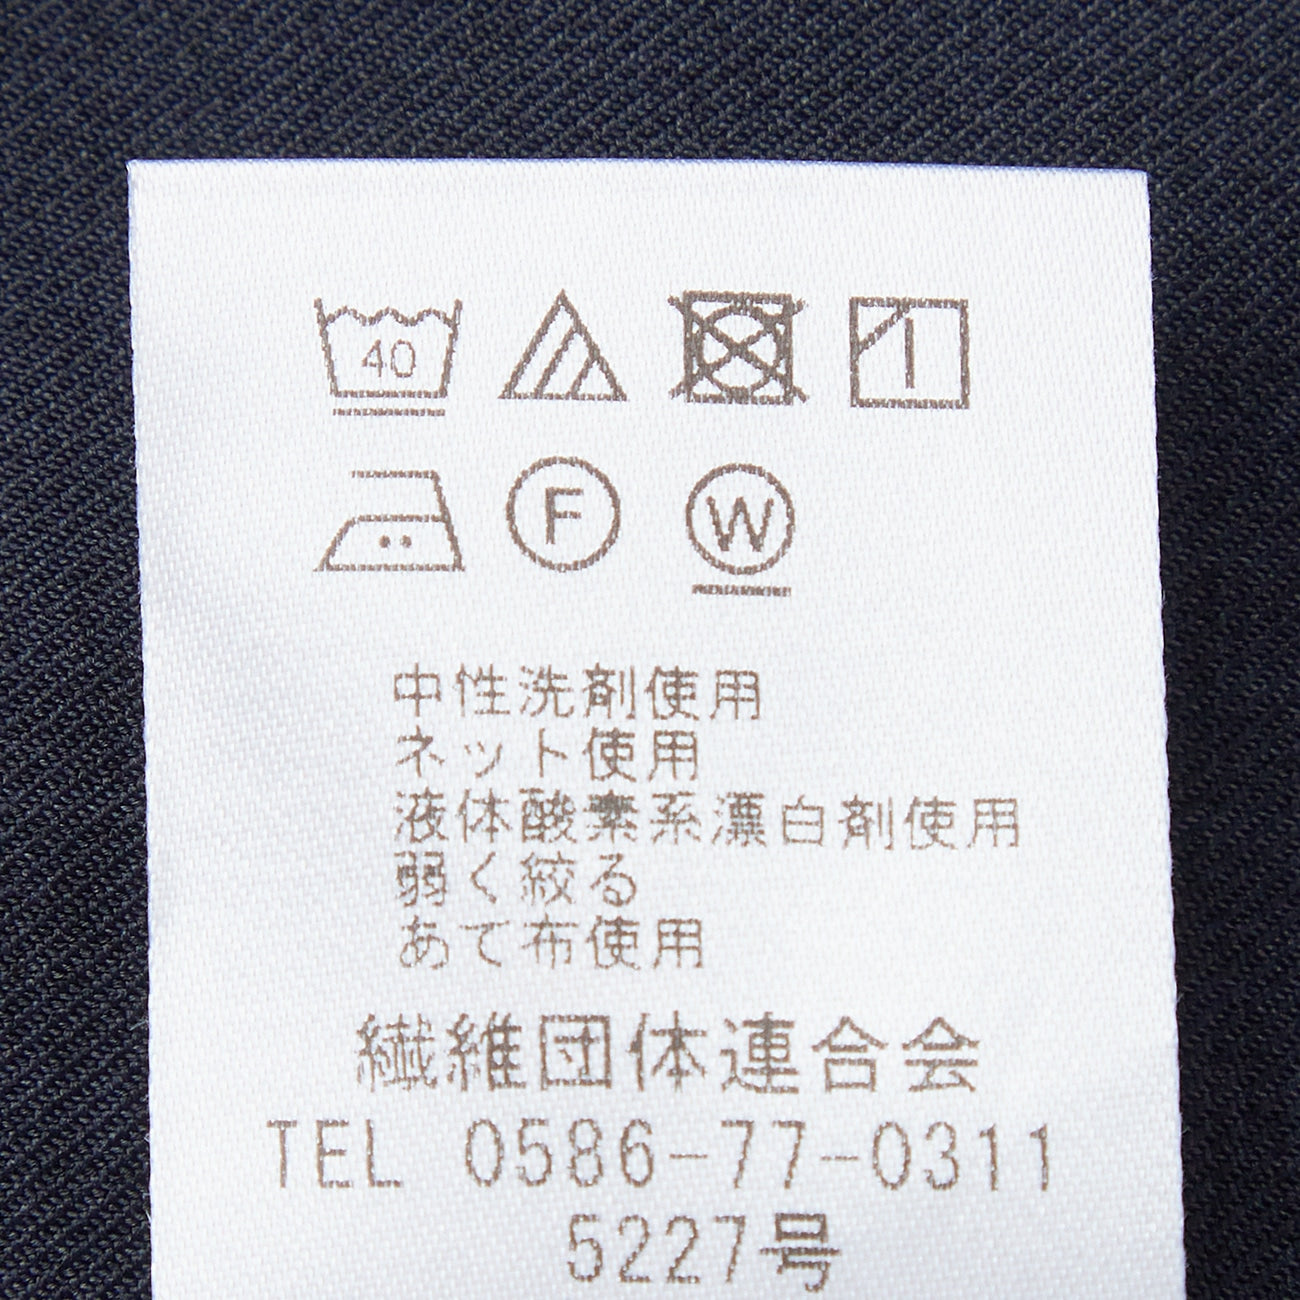 40
F W
中性洗剤使用
ネット使用
液体酸素系漂白剤使用
弱く絞る
あて布使用
繊維団体連合会
TEL 0586-77-0311
5227号